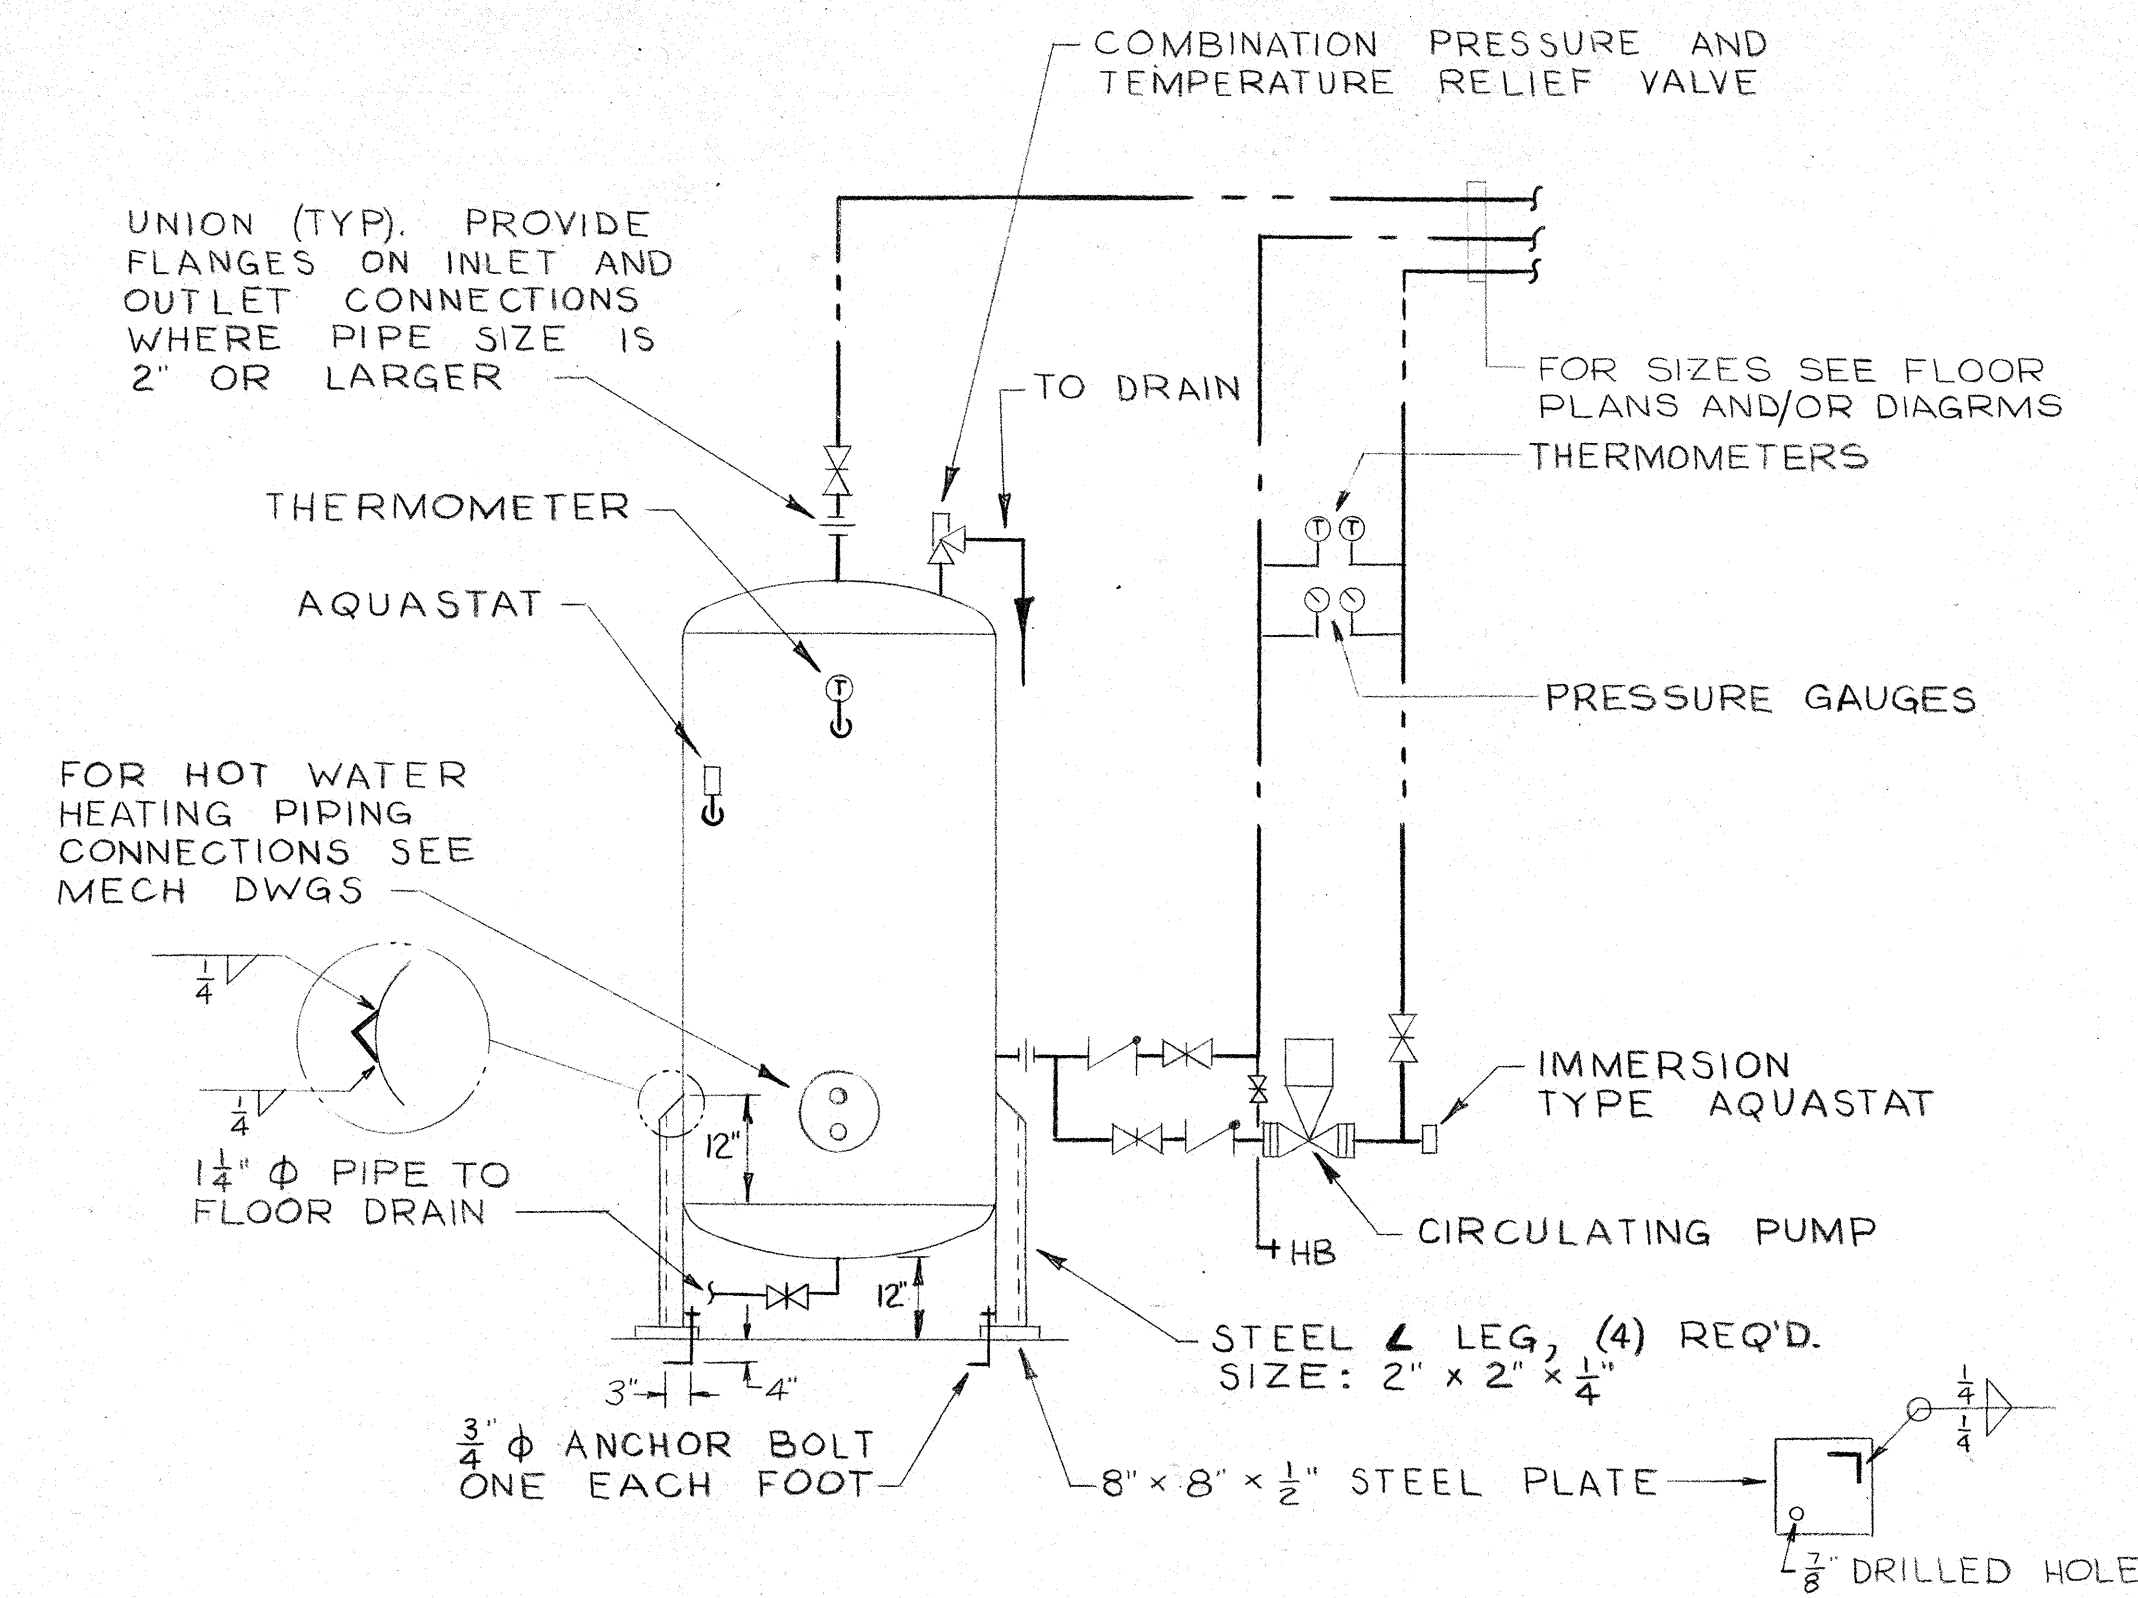 COMBINATION PRESSURE AND
TEMPERATURE RELIEF VALVE
UNION (TYP). PROVIDE
FLANGES ON INLET AND
OUTLET CONNECTIONS
WHERE PIPE SIZE IS
2" OR LARGER
TO DRAIN
FOR SIZES SEE FLOOR
PLANS AND/OR DIAGRMS
THERMOMETERS
THERMOMETER
T T
AQUASTAT
T
PRESSURE GAUGES
FOR HOT WATER
HEATING PIPING
CONNECTIONS SEE
MECH DWGS
1/4
1/4
12"
IMMERSION
TYPE AQUASTAT
1 1/4" ϕ PIPE TO
FLOOR DRAIN
CIRCULATING PUMP
HB
12"
STEEL L LEG, (4) REQ'D.
SIZE: 2" x 2" x 1/4"
3"
4"
3/4" ϕ ANCHOR BOLT
ONE EACH FOOT
8" x 8" x 1/2" STEEL PLATE
1/4
1/4
7/8" DRILLED HOLE